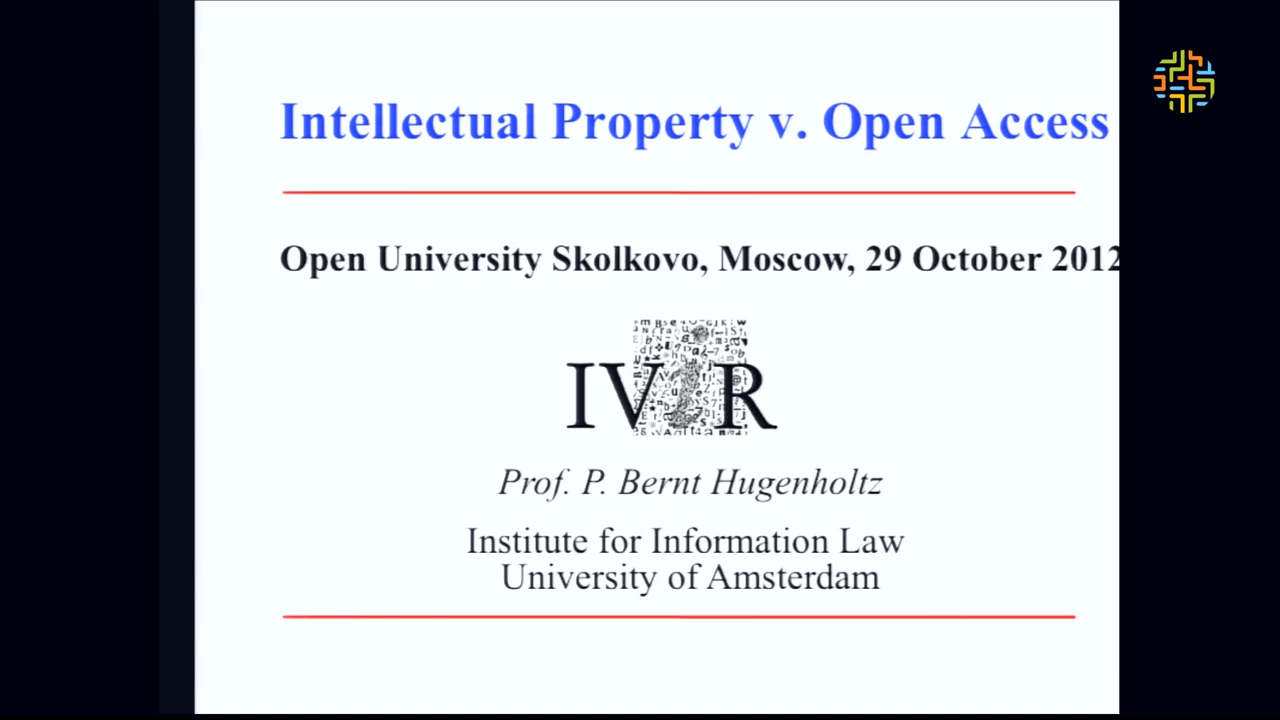 Intellectual Property v. Open Access
Open University Skolkovo, Moscow, 29 October 2012
IV R
Prof. P. Bernt Hugenholtz
Institute for Information Law
University of Amsterdam